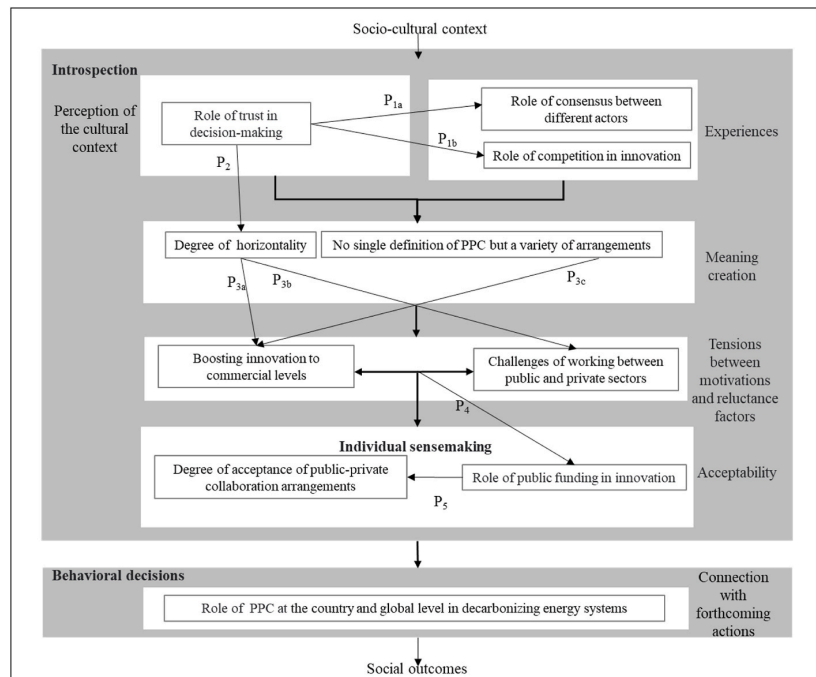 Socio-cultural context
Introspection
Perception of
the cultural
context
Role of trust in
decision-making
P1a
P1b
P2
Role of consensus between
different actors
Role of competition in innovation
Experiences
Degree of horizontality
No single definition of PPC but a variety of arrangements
Meaning
creation
P3a
P3b
P3c
Boosting innovation to
commercial levels
Challenges of working between
public and private sectors
Tensions
between
motivations
and reluctance
factors
P4
Individual sensemaking
Degree of acceptance of public-private
collaboration arrangements
P5
Role of public funding in innovation
Acceptability
Behavioral decisions
Role of PPC at the country and global level in decarbonizing energy systems
Connection
with
forthcoming
actions
Social outcomes